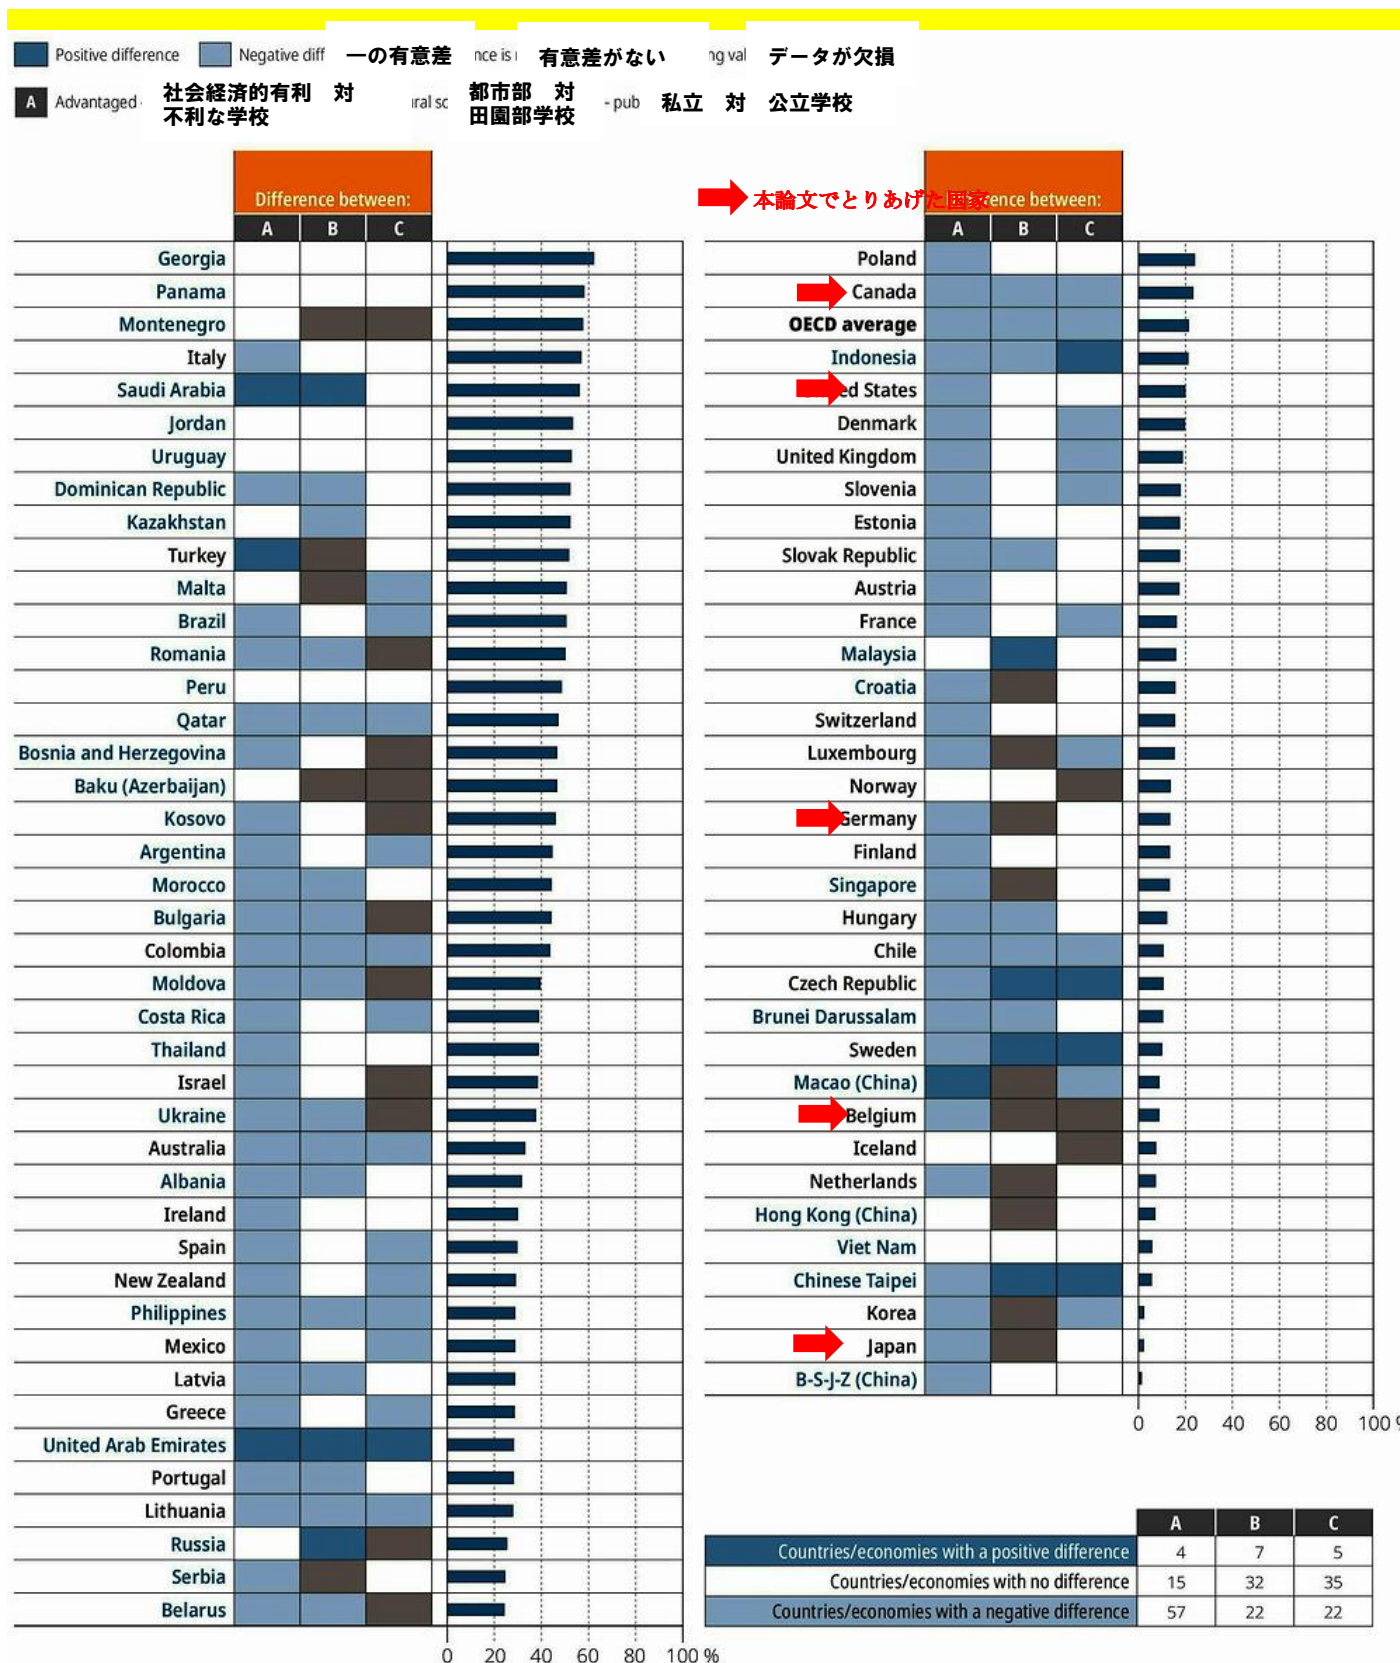 Positive difference Negative diff 一の有意差 nce is 有意差がない ng val データが欠損
A Advantaged 社会経済的有利 対 ural sc 都市部 対 - pub 私立 対 公立学校
不利な学校 田園部学校
本論文でとりあげた国家
Difference between:
A B C
Georgia
Panama
Montenegro
Italy
Saudi Arabia
Jordan
Uruguay
Dominican Republic
Kazakhstan
Turkey
Malta
Brazil
Romania
Peru
Qatar
Bosnia and Herzegovina
Baku (Azerbaijan)
Kosovo
Argentina
Morocco
Bulgaria
Colombia
Moldova
Costa Rica
Thailand
Israel
Ukraine
Australia
Albania
Ireland
Spain
New Zealand
Philippines
Mexico
Latvia
Greece
United Arab Emirates
Portugal
Lithuania
Russia
Serbia
Belarus
0 20 40 60 80 100 %
ence between:
A B C
Poland
Canada
OECD average
Indonesia
ed States
Denmark
United Kingdom
Slovenia
Estonia
Slovak Republic
Austria
France
Malaysia
Croatia
Switzerland
Luxembourg
Norway
Germany
Finland
Singapore
Hungary
Chile
Czech Republic
Brunei Darussalam
Sweden
Macao (China)
Belgium
Iceland
Netherlands
Hong Kong (China)
Viet Nam
Chinese Taipei
Korea
Japan
B-S-J-Z (China)
0 20 40 60 80 100 %
A B C
Countries/economies with a positive difference 4 7 5
Countries/economies with no difference 15 32 35
Countries/economies with a negative difference 57 22 22